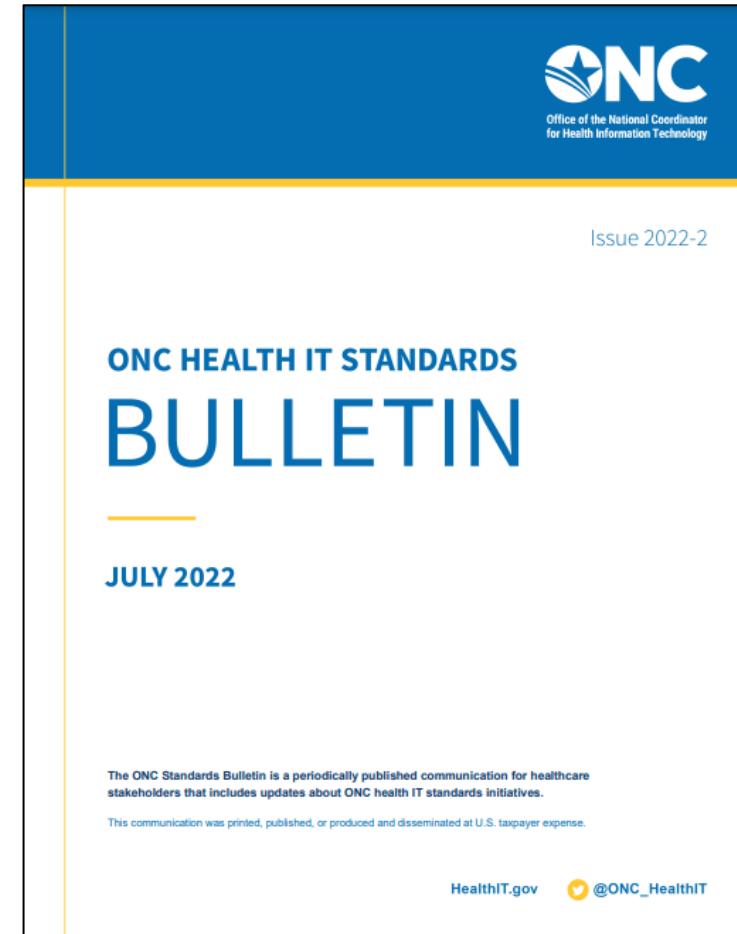 ONC
Office of the National Coordinator
for Health Information Technology
Issue 2022-2
ONC HEALTH IT STANDARDS
BULLETIN
JULY 2022
The ONC Standards Bulletin is a periodically published communication for healthcare
stakeholders that includes updates about ONC health IT standards initiatives.
This communication was printed, published, or produced and disseminated at U.S. taxpayer expense.
HealthIT.gov @ONC_HealthIT